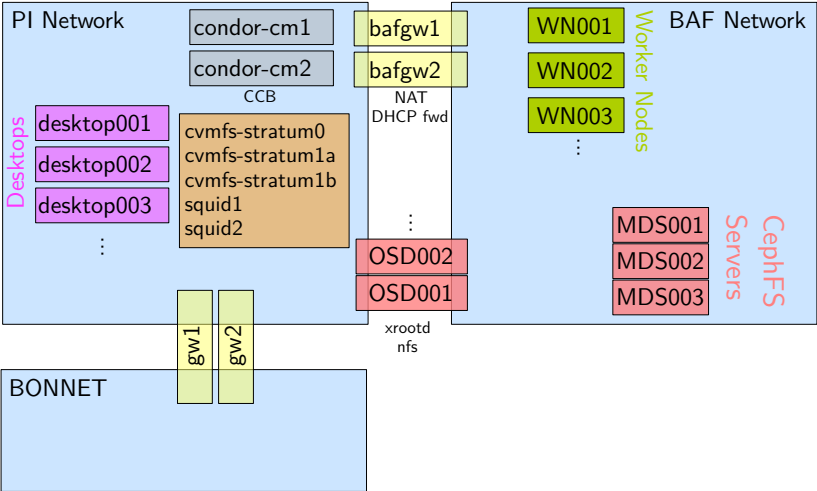 PI Network
condor-cm1
condor-cm2
CCB
bafgw1
bafgw2
NAT
DHCP fwd
BAF Network
WN001
WN002
WN003
...
Worker Nodes
Desktops
desktop001
desktop002
desktop003
...
cvmfs-stratum0
cvmfs-stratum1a
cvmfs-stratum1b
squid1
squid2
...
OSD002
OSD001
xrootd
nfs
MDS001
MDS002
MDS003
CephFS
Servers
gw1
gw2
BONNET